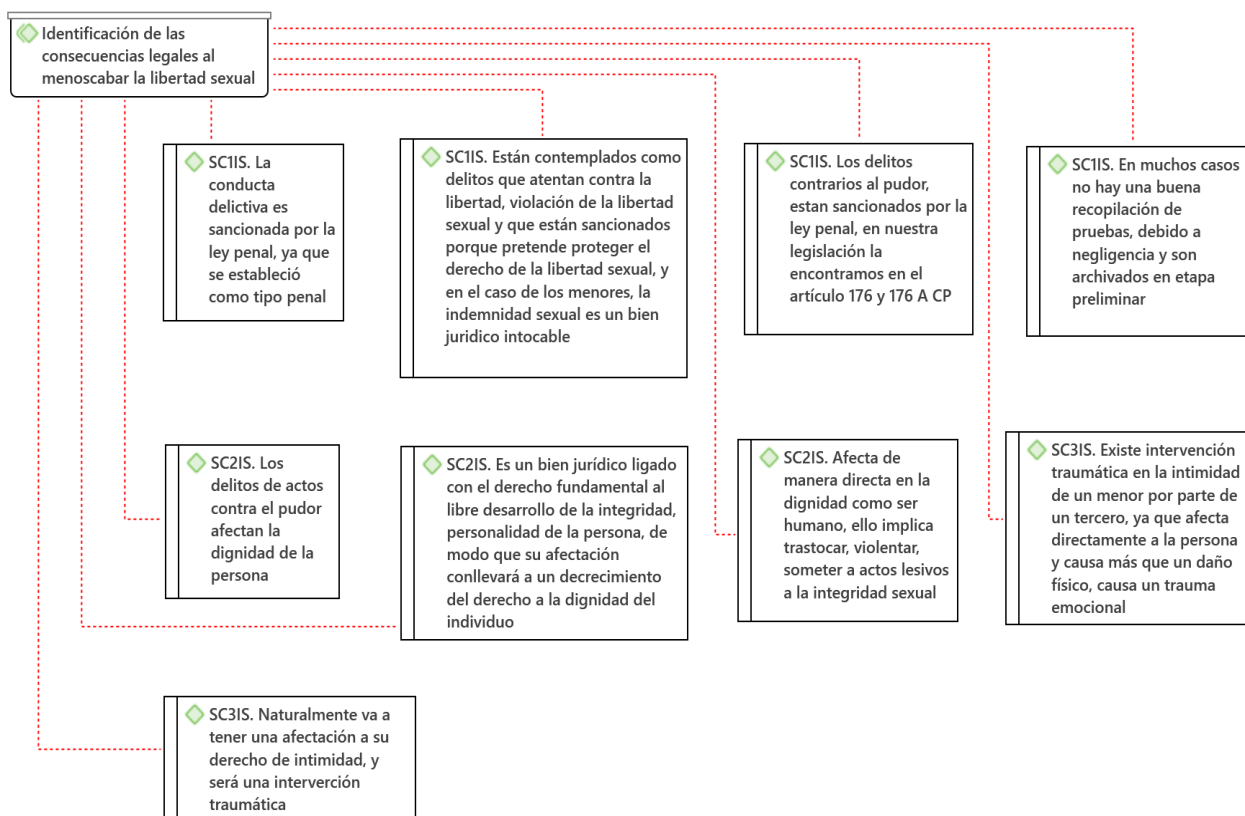 Identificación de las
consecuencias legales al
menoscabar la libertad sexual
SC1IS. La
conducta
delictiva es
sancionada por la
ley penal, ya que
se estableció
como tipo penal
SC1IS. Están contemplados como
delitos que atentan contra la
libertad, violación de la libertad
sexual y que están sancionados
porque pretende proteger el
derecho de la libertad sexual, y
en el caso de los menores, la
indemnidad sexual es un bien
juridico intocable
SC1IS. Los delitos
contrarios al pudor,
estan sancionados por la
ley penal, en nuestra
legislación la
encontramos en el
artículo 176 y 176 A CP
SC1IS. En muchos casos
no hay una buena
recopilación de
pruebas, debido a
negligencia y son
archivados en etapa
preliminar
SC2IS. Los
delitos de actos
contra el pudor
afectan la
dignidad de la
persona
SC2IS. Es un bien jurídico ligado
con el derecho fundamental al
libre desarrollo de la integridad,
personalidad de la persona, de
modo que su afectación
conllevará a un decrecimiento
del derecho a la dignidad del
individuo
SC2IS. Afecta de
manera directa en la
dignidad como ser
humano, ello implica
trastocar, violentar,
someter a actos lesivos
a la integridad sexual
SC3IS. Existe intervención
traumática en la intimidad
de un menor por parte de
un tercero, ya que afecta
directamente a la persona
y causa más que un daño
físico, causa un trauma
emocional
SC3IS. Naturalmente va a
tener una afectación a su
derecho de intimidad, y
será una interverción
traumática